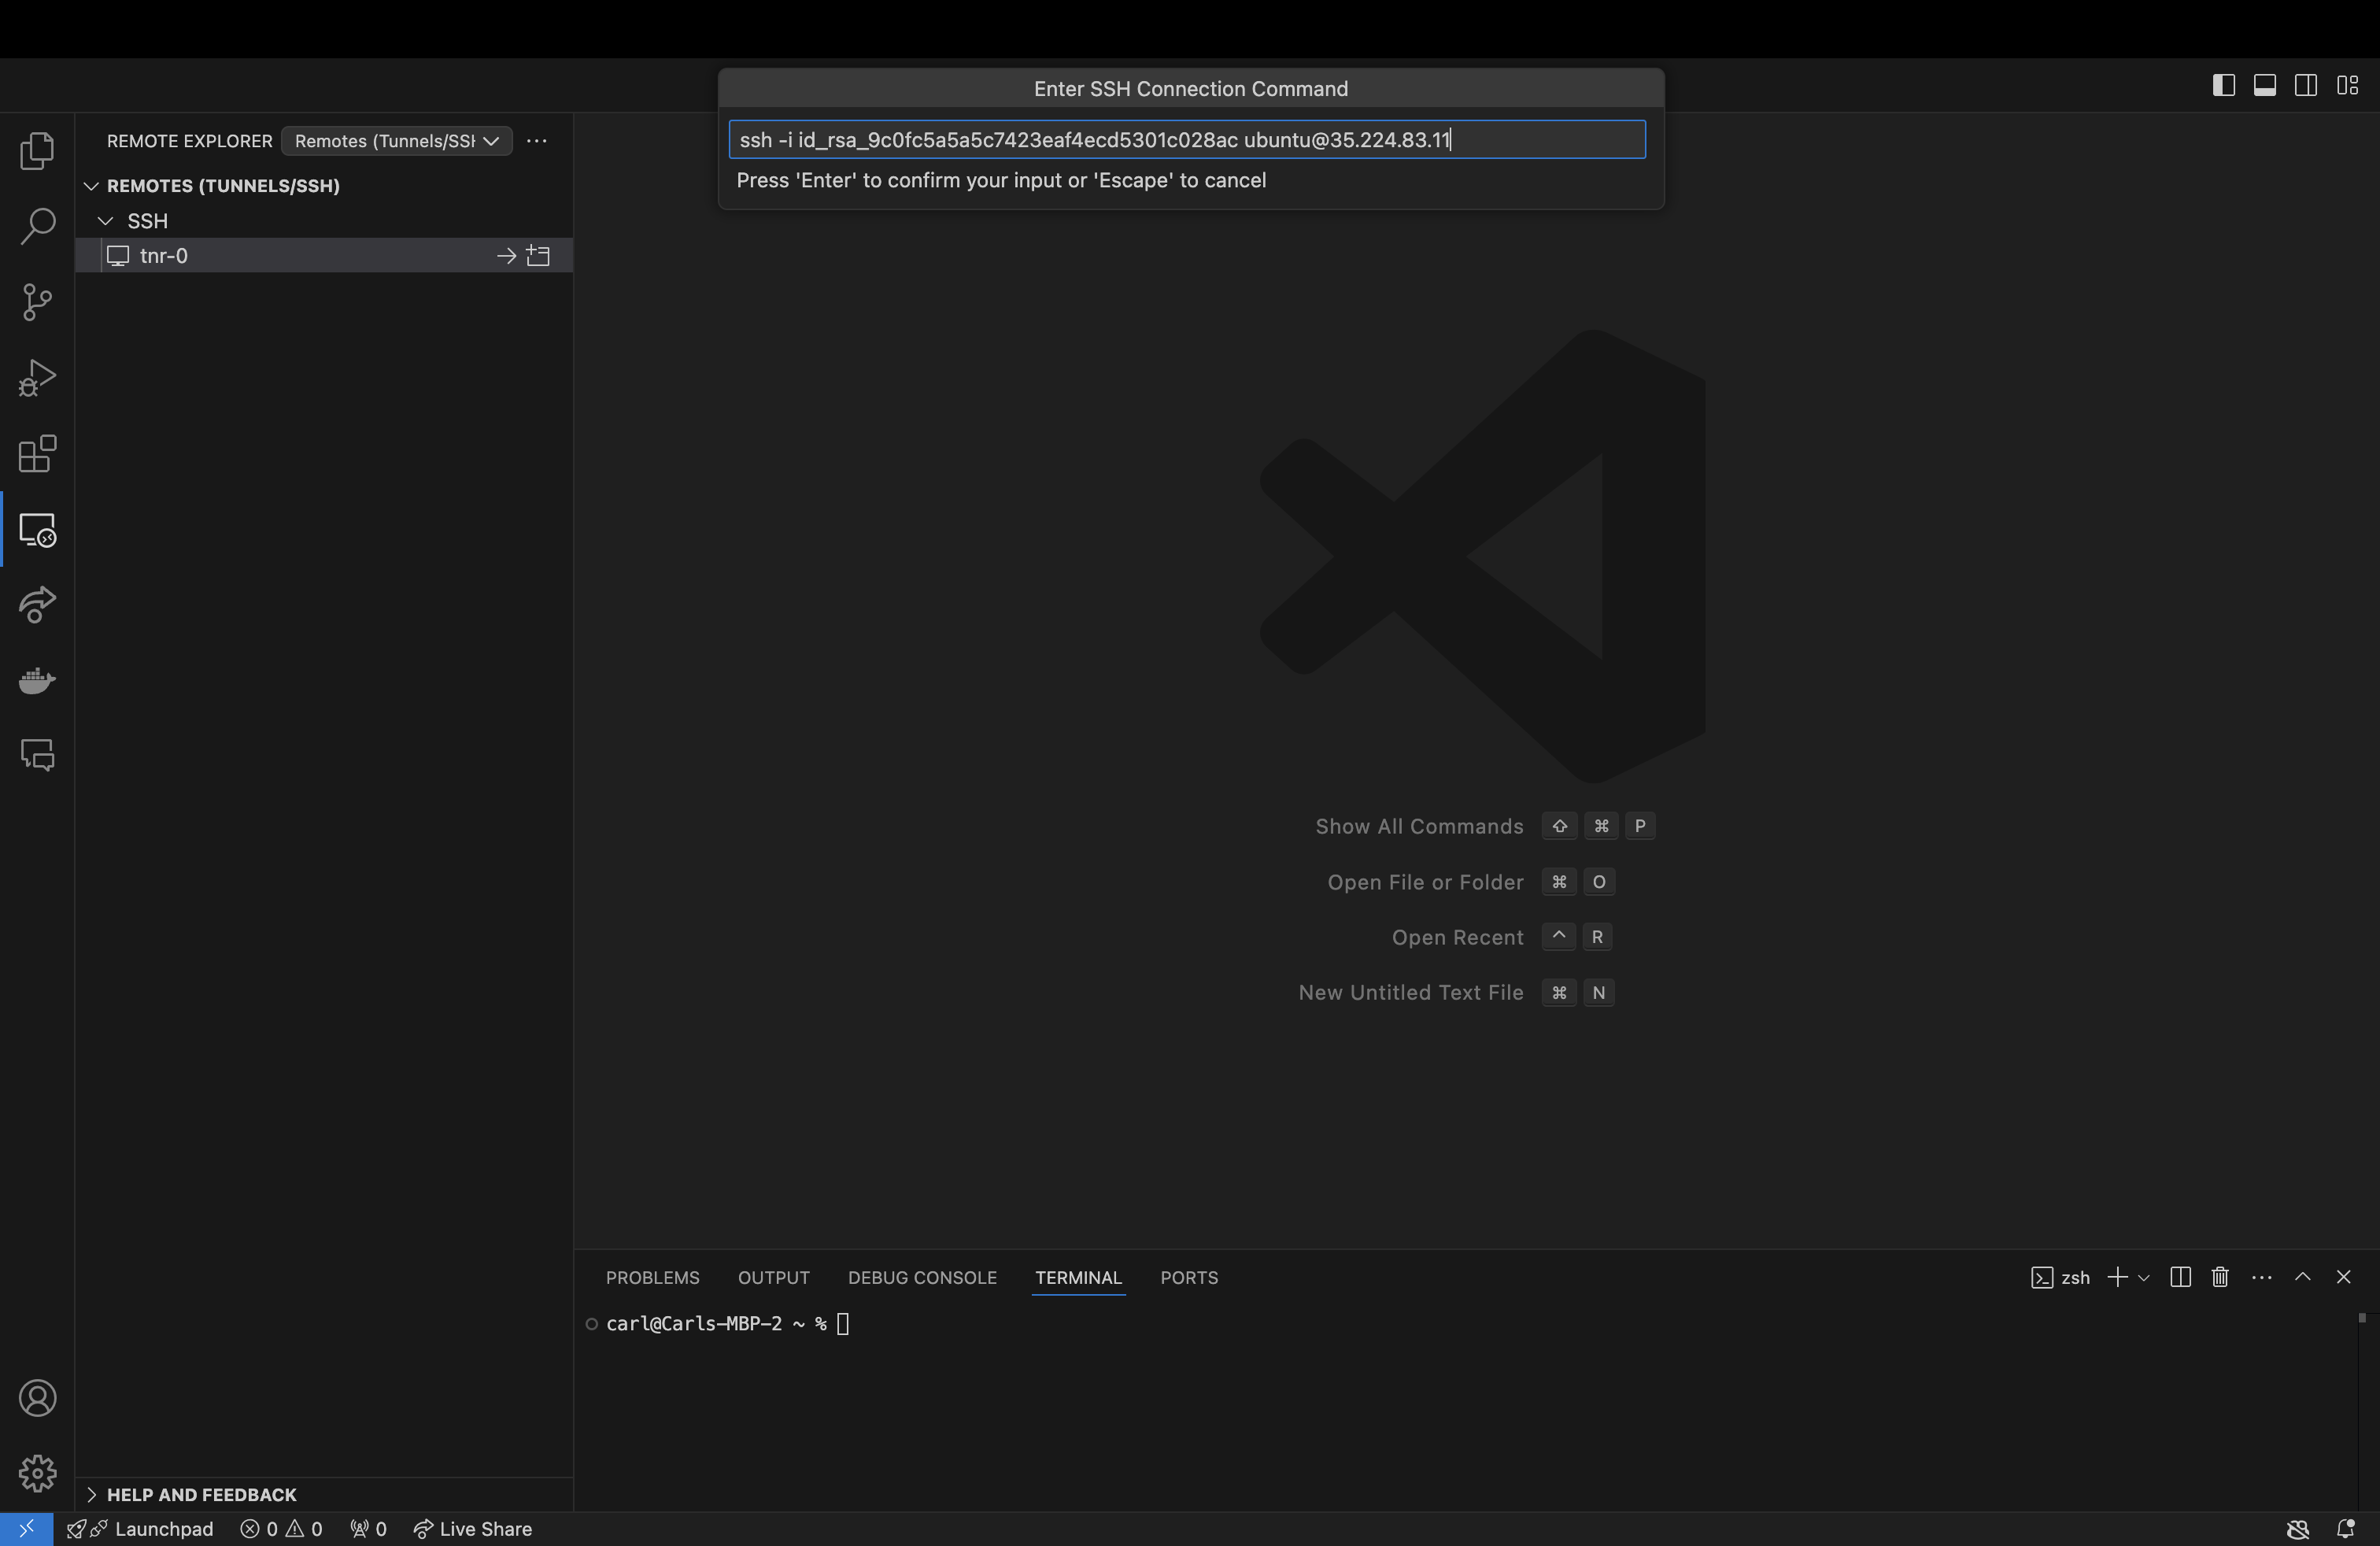 Enter SSH Connection Command
ssh -i id_rsa_9c0fc5a5a5c7423eaf4ecd5301c028ac ubuntu@35.224.83.11
Press 'Enter' to confirm your input or 'Escape' to cancel
REMOTE EXPLORER
Remotes (Tunnels/SSH
REMOTES (TUNNELS/SSH)
SSH
tnr-0
Show All Commands ⇧ ⌘ P
Open File or Folder ⌘ O
Open Recent ^ R
New Untitled Text File ⌘ N
PROBLEMS OUTPUT DEBUG CONSOLE TERMINAL PORTS
zsh
carl@Carls-MBP-2 ~ %
HELP AND FEEDBACK
Launchpad 0 0 0 Live Share